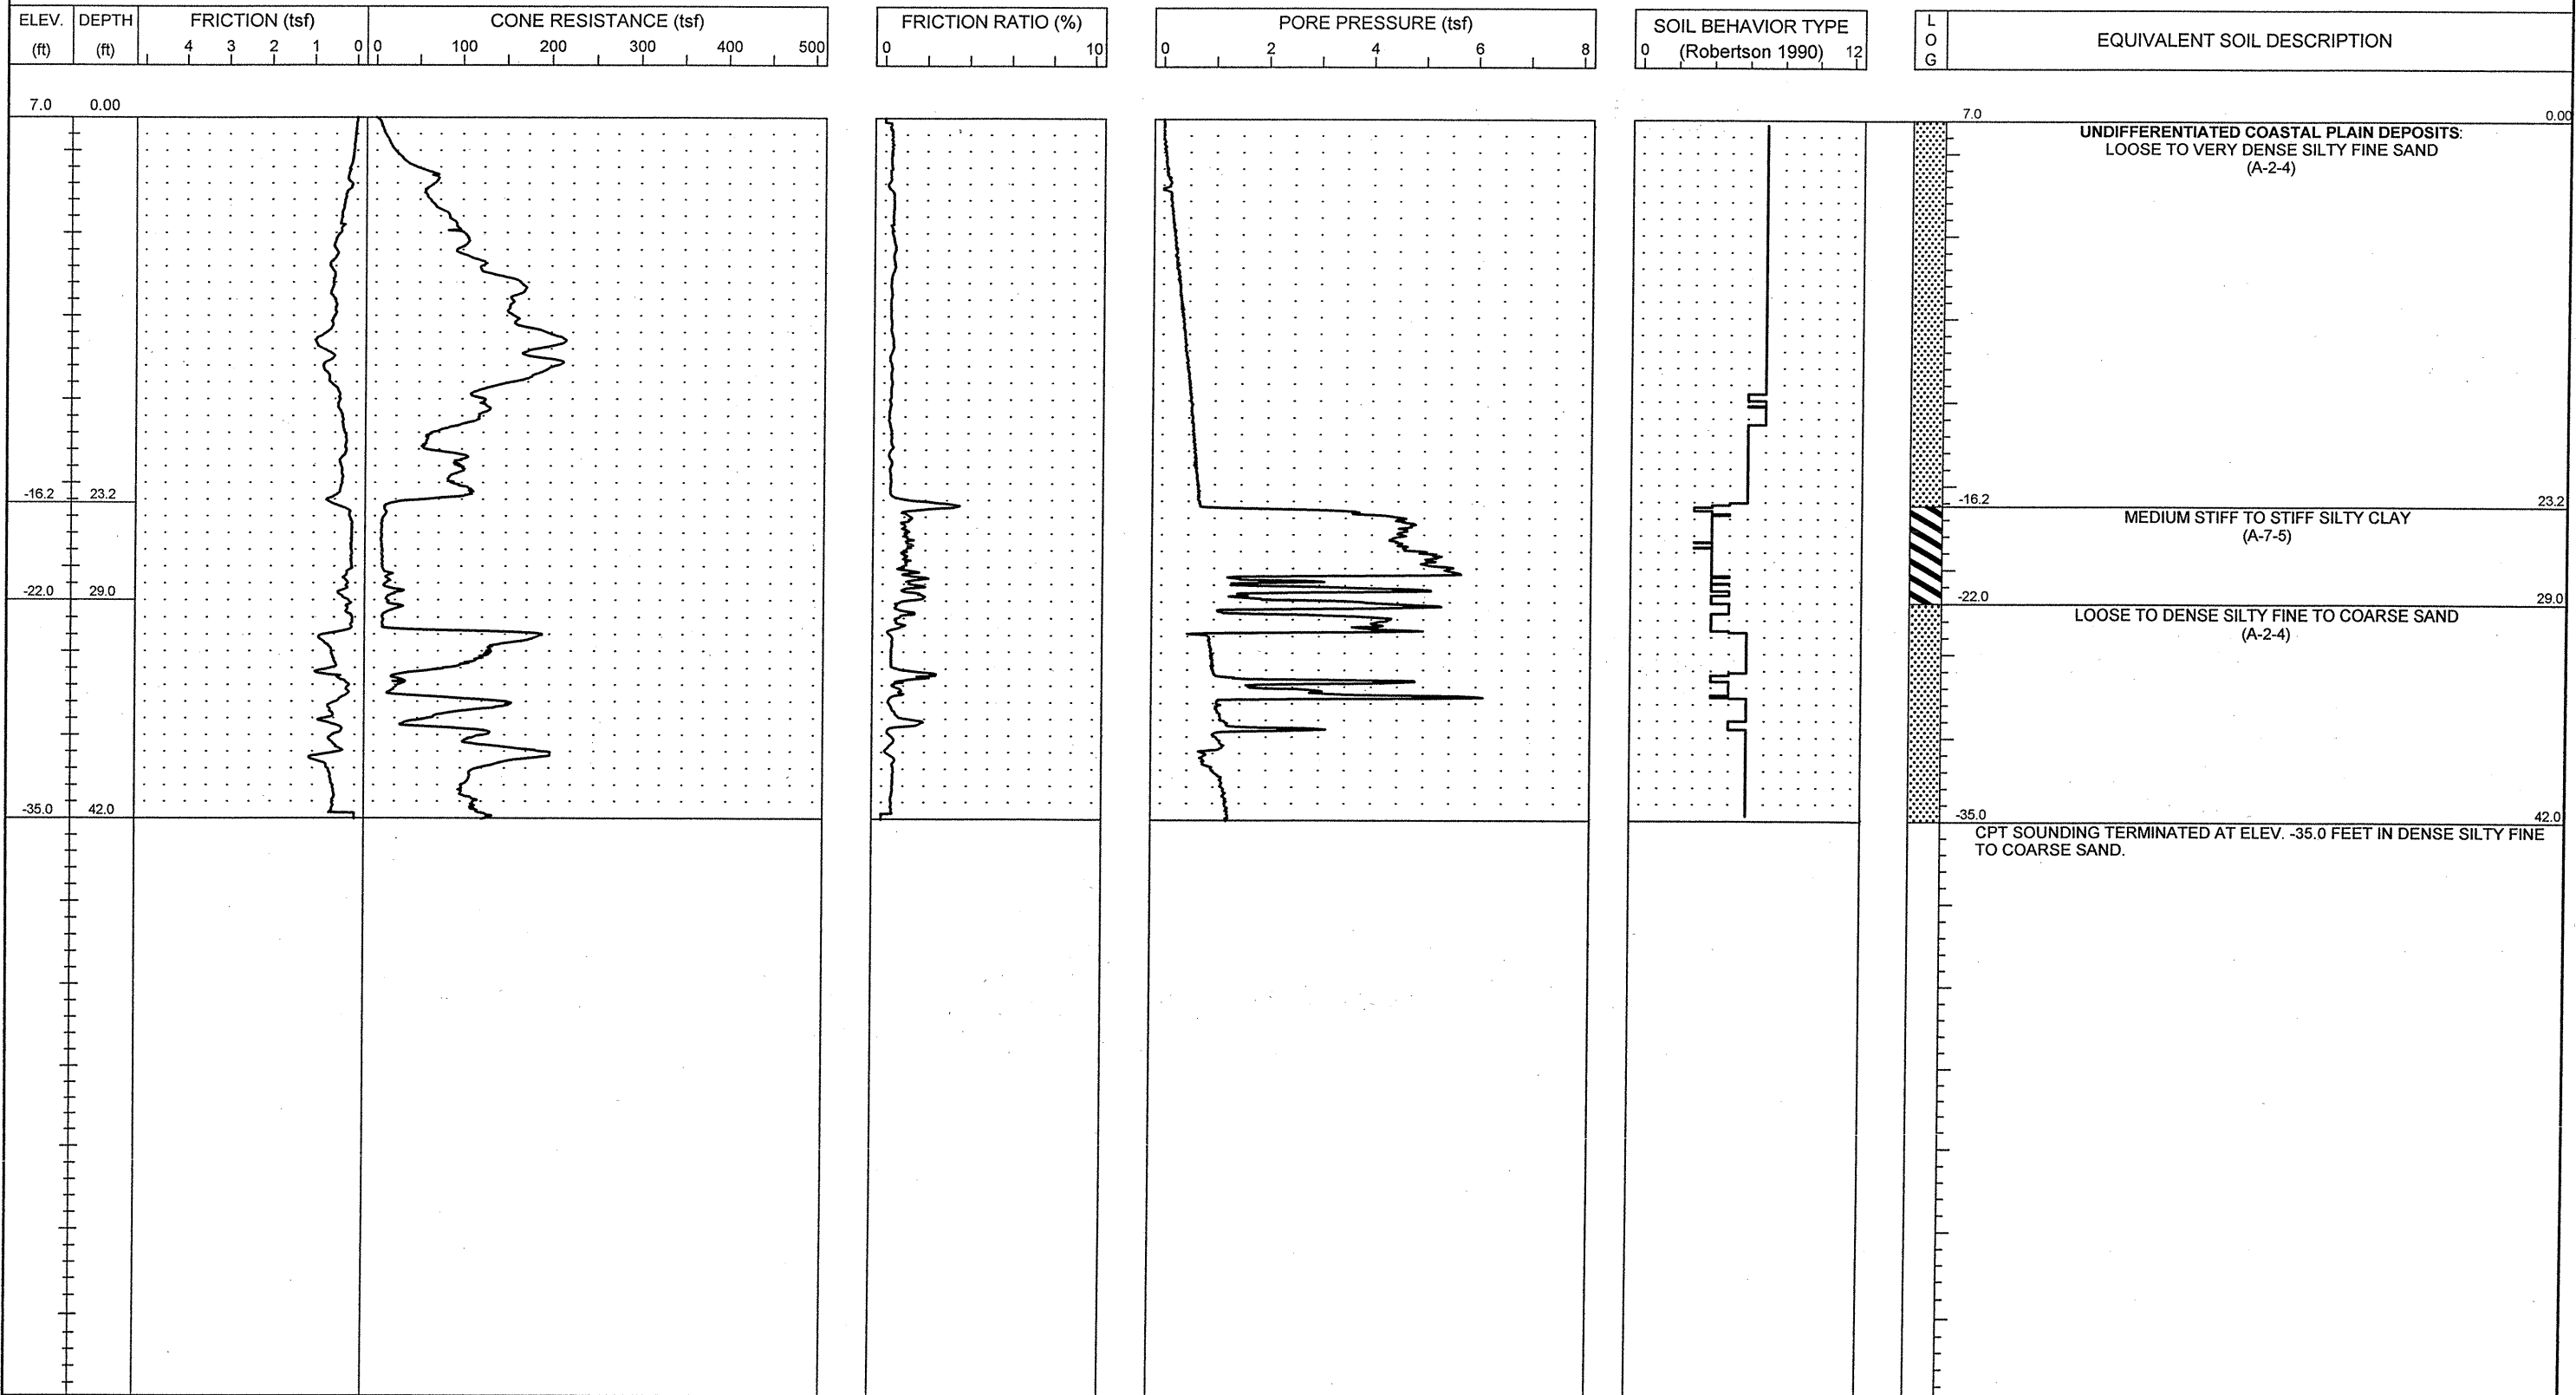 ELEV.
(ft)
DEPTH
(ft)
FRICTION (tsf)
4 3 2 1 0
CONE RESISTANCE (tsf)
0 100 200 300 400 500
FRICTION RATIO (%)
0 10
PORE PRESSURE (tsf)
0 2 4 6 8
SOIL BEHAVIOR TYPE
(Robertson 1990)
0 12
L
O
G
EQUIVALENT SOIL DESCRIPTION
7.0 0.00
7.0 0.00
UNDIFFERENTIATED COASTAL PLAIN DEPOSITS:
LOOSE TO VERY DENSE SILTY FINE SAND
(A-2-4)
-16.2 23.2
-16.2 23.2
MEDIUM STIFF TO STIFF SILTY CLAY
(A-7-5)
-22.0 29.0
-22.0 29.0
LOOSE TO DENSE SILTY FINE TO COARSE SAND
(A-2-4)
-35.0 42.0
-35.0 42.0
CPT SOUNDING TERMINATED AT ELEV. -35.0 FEET IN DENSE SILTY FINE
TO COARSE SAND.